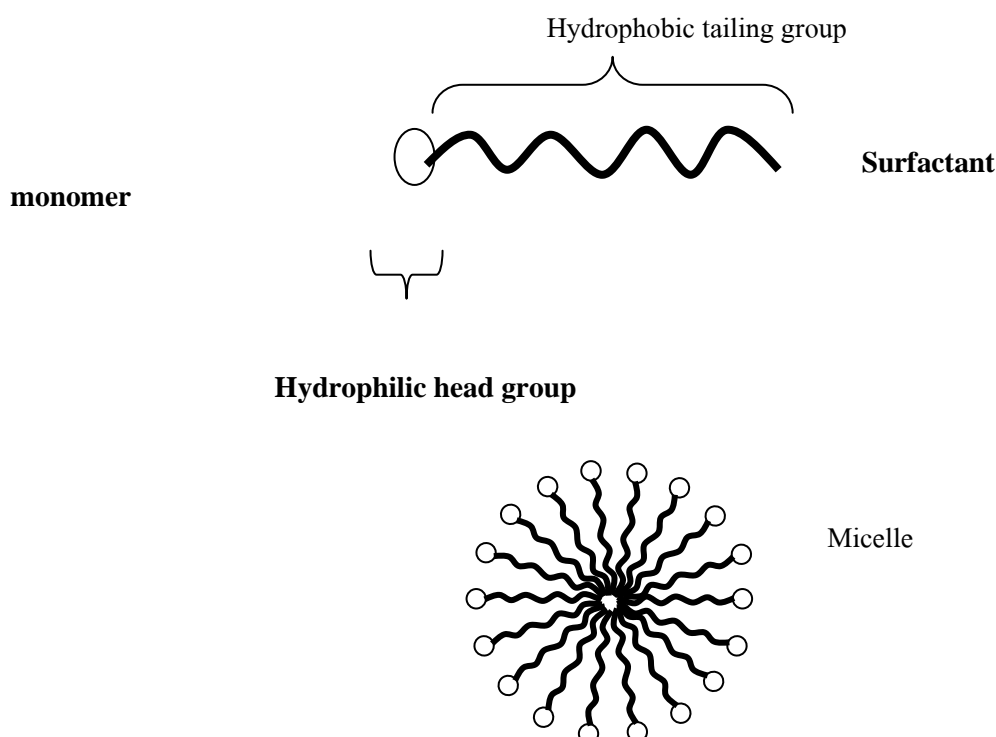 Hydrophobic tailing group
Surfactant
monomer
Hydrophilic head group
Micelle